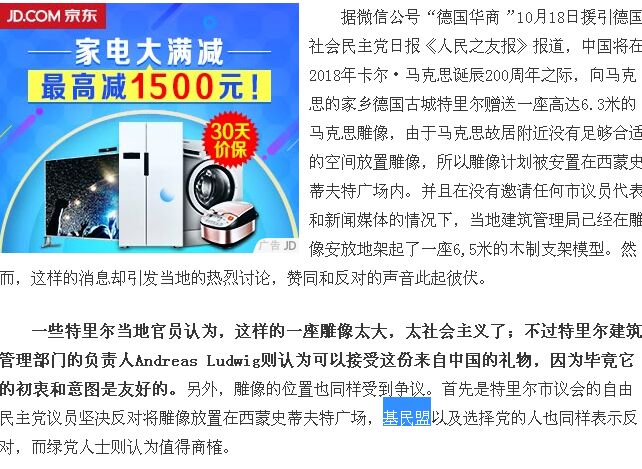 JD.COM 京东
家电大满减
最高减1500元！
30天
价保
广告 JD
据微信公号“德国华商 ”10月18日援引德国
社会民主党日报《人民之友报》报道，中国将在
2018年卡尔·马克思诞辰200周年之际，向马克
思的家乡德国古城特里尔赠送一座高达6.3米的
马克思雕像，由于马克思故居附近没有足够合适
的空间放置雕像，所以雕像计划被安置在西蒙史
蒂夫特广场内。并且在没有邀请任何市议员代表
和新闻媒体的情况下，当地建筑管理局已经在雕
像安放地架起了一座6,5米的木制支架模型。然
而，这样的消息却引发当地的热烈讨论，赞同和反对的声音此起彼伏。
一些特里尔当地官员认为，这样的一座雕像太大，太社会主义了；不过特里尔建筑
管理部门的负责人Andreas Ludwig则认为可以接受这份来自中国的礼物，因为毕竟它
的初衷和意图是友好的。另外，雕像的位置也同样受到争议。首先是特里尔市议会的自由
民主党议员坚决反对将雕像放置在西蒙史蒂夫特广场，基民盟以及选择党的人也同样表示反
对，而绿党人士则认为值得商榷。